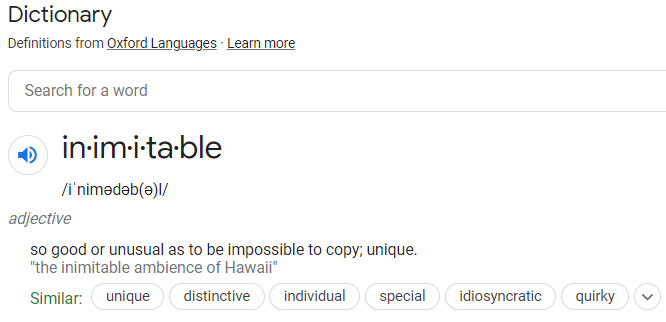 Dictionary
Definitions from Oxford Languages · Learn more
Search for a word
in·im·i·ta·ble
/iˈnimədəb(ə)l/
adjective
so good or unusual as to be impossible to copy; unique.
"the inimitable ambience of Hawaii"
Similar: unique distinctive individual special idiosyncratic quirky